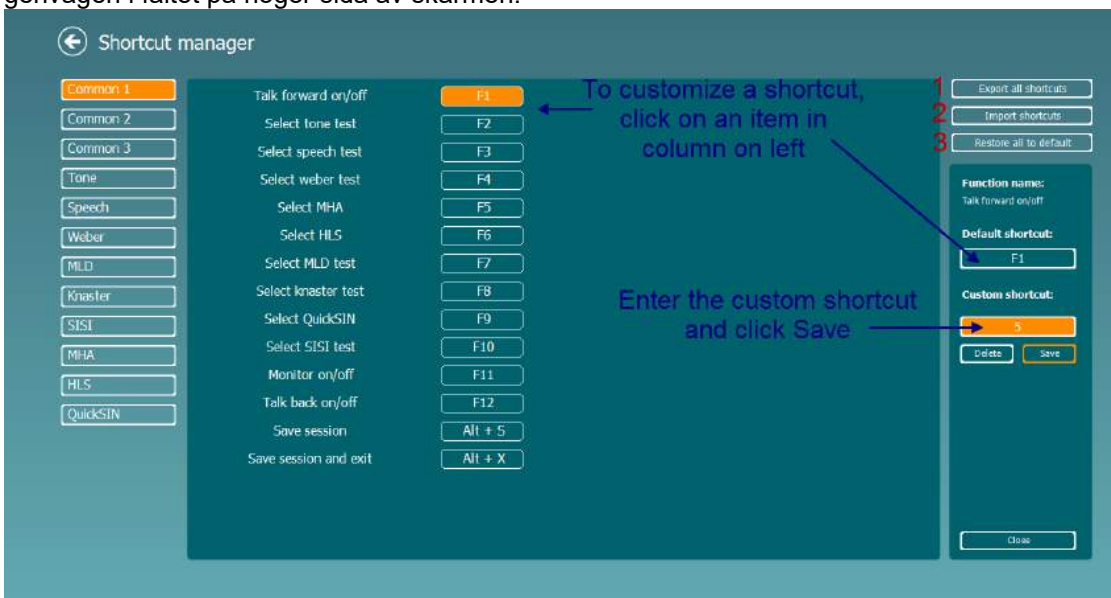 genvägen i fältet på höger sida av skärmen.
Shortcut manager
Common 1
Common 2
Common 3
Tone
Speech
Weber
MLD
Knaster
SISI
MHA
HLS
QuickSIN
Talk forward on/off F1
Select tone test F2
Select speech test F3
Select weber test F4
Select MHA F5
Select HLS F6
Select MLD test F7
Select knaster test F8
Select QuickSIN F9
Select SISI test F10
Monitor on/off F11
Talk back on/off F12
Save session Alt + S
Save session and exit Alt + X
To customize a shortcut,
click on an item in
column on left
Enter the custom shortcut
and click Save
1 Export all shortcuts
2 Import shortcuts
3 Restore all to default
Function name:
Talk forward on/off
Default shortcut:
F1
Custom shortcut:
5
Delete Save
Close